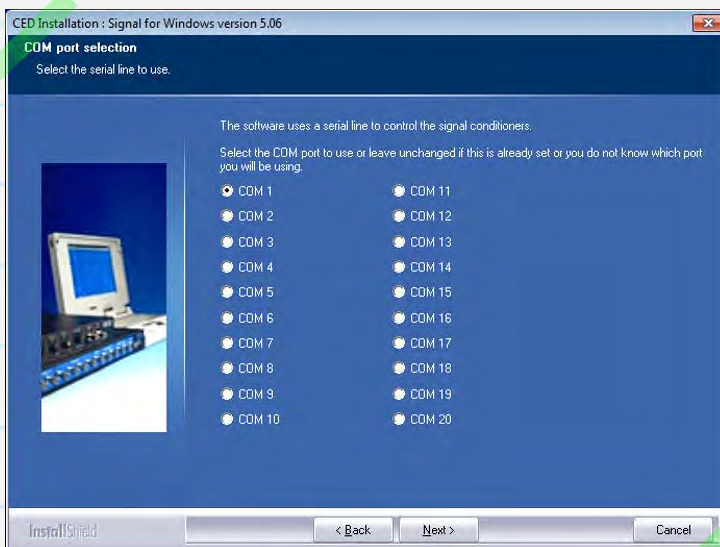 CED Installation : Signal for Windows version 5.06
COM port selection
Select the serial line to use.
The software uses a serial line to control the signal conditioners.
Select the COM port to use or leave unchanged if this is already set or you do not know which port
you will be using.
COM 1
COM 2
COM 3
COM 4
COM 5
COM 6
COM 7
COM 8
COM 9
COM 10
COM 11
COM 12
COM 13
COM 14
COM 15
COM 16
COM 17
COM 18
COM 19
COM 20
InstallShield
< Back
Next >
Cancel